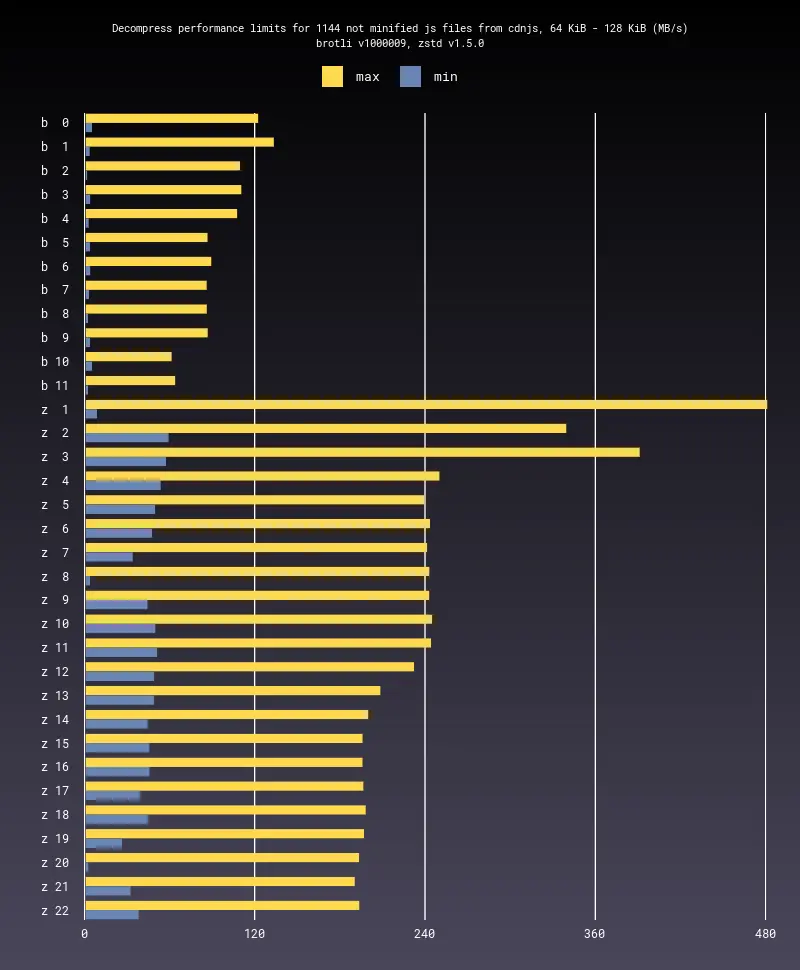 Decompress performance limits for 1144 not minified js files from cdnjs, 64 KiB - 128 KiB (MB/s)
brotli v1000009, zstd v1.5.0
max min
b 0
b 1
b 2
b 3
b 4
b 5
b 6
b 7
b 8
b 9
b 10
b 11
z 1
z 2
z 3
z 4
z 5
z 6
z 7
z 8
z 9
z 10
z 11
z 12
z 13
z 14
z 15
z 16
z 17
z 18
z 19
z 20
z 21
z 22
0 120 240 360 480